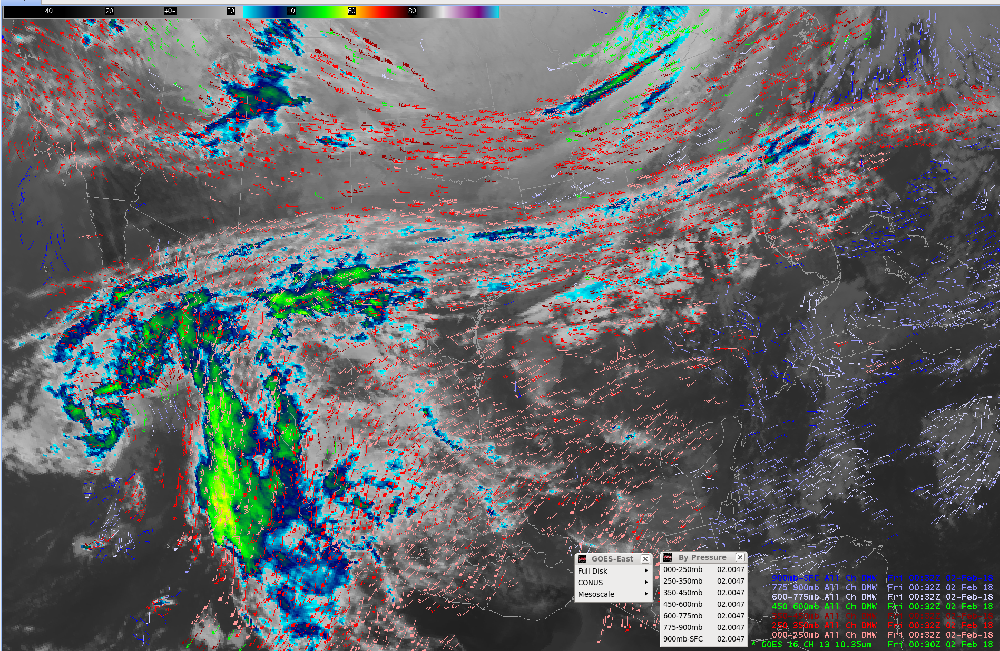 40 20 +0- 20 40 60 80
GOES-East
Full Disk
CONUS
Mesoscale
By Pressure
000-250mb 02.0047
250-350mb 02.0047
350-450mb 02.0047
450-600mb 02.0047
600-775mb 02.0047
775-900mb 02.0047
900mb-SFC 02.0047
900mb-SFC All Ch DMW Fri 00:32Z 02-Feb-18
775-900mb All Ch DMW Fri 00:32Z 02-Feb-18
600-775mb All Ch DMW Fri 00:32Z 02-Feb-18
450-600mb All Ch DMW Fri 00:32Z 02-Feb-18
350-450mb All Ch DMW Fri 00:32Z 02-Feb-18
250-350mb All Ch DMW Fri 00:32Z 02-Feb-18
000-250mb All Ch DMW Fri 00:32Z 02-Feb-18
* GOES-16 CH-13-10.35um Fri 00:30Z 02-Feb-18